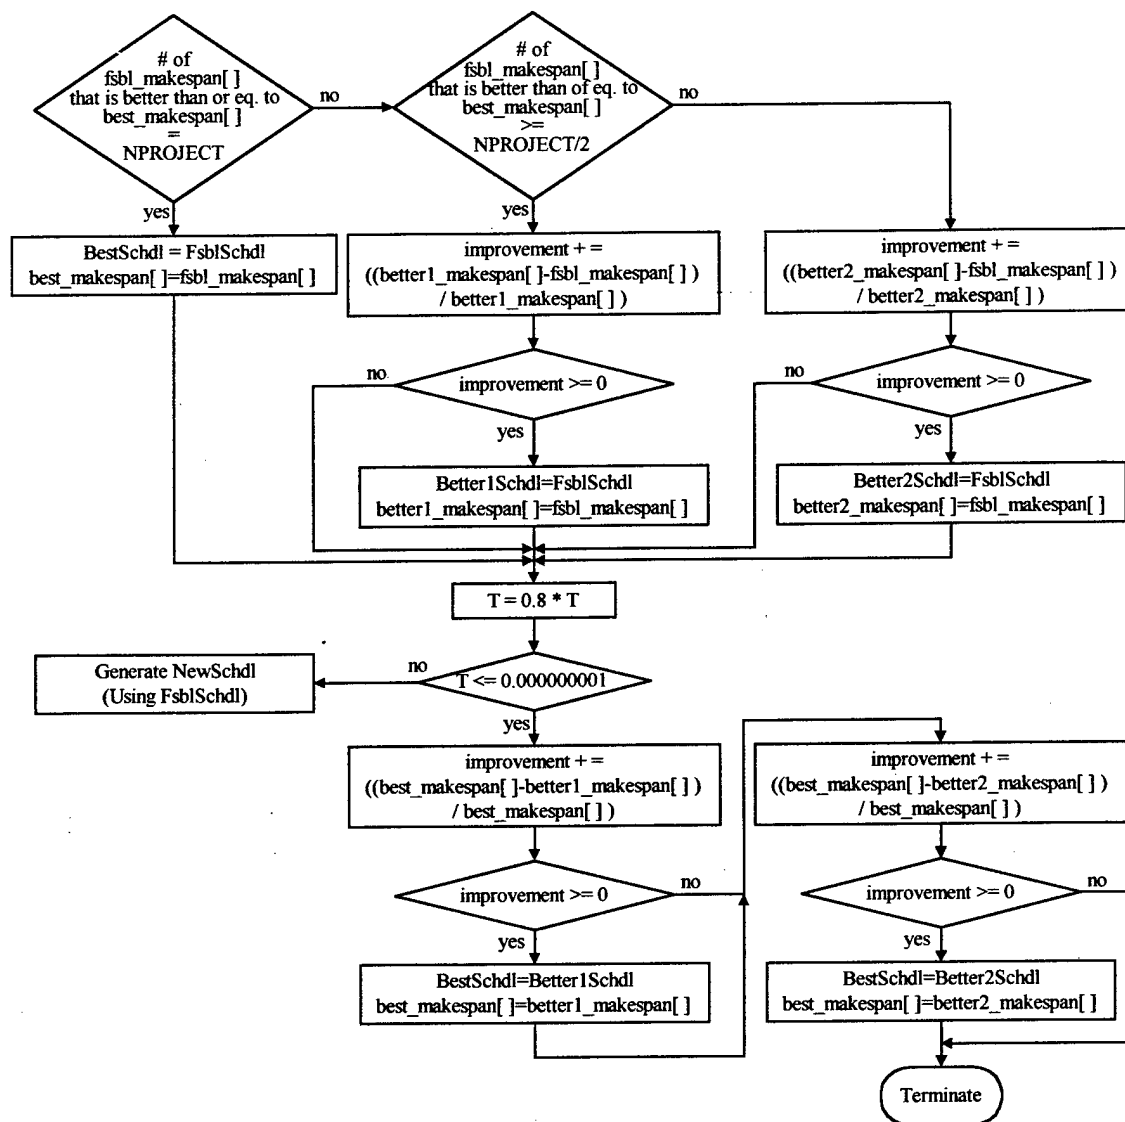 # of
fsbl_makespan[ ]
that is better than or eq. to
best_makespan[ ]
=
NPROJECT
no
# of
fsbl_makespan[ ]
that is better than of eq. to
best_makespan[ ]
>=
NPROJECT/2
no
yes
yes
BestSchdl = FsblSchdl
best_makespan[ ]=fsbl_makespan[ ]
improvement + =
((better1_makespan[ ]-fsbl_makespan[ ])
/ better1_makespan[ ] )
improvement + =
((better2_makespan[ ]-fsbl_makespan[ ])
/ better2_makespan[ ] )
no
improvement >= 0
no
improvement >= 0
yes
yes
Better1Schdl=FsblSchdl
better1_makespan[ ]=fsbl_makespan[ ]
Better2Schdl=FsblSchdl
better2_makespan[ ]=fsbl_makespan[ ]
T = 0.8 * T
Generate NewSchdl
(Using FsblSchdl)
no
T <= 0.000000001
yes
improvement + =
((best_makespan[ ]-better1_makespan[ ] )
/ best_makespan[ ] )
improvement + =
((best_makespan[ ]-better2_makespan[ ] )
/ best_makespan[ ] )
improvement >= 0
no
improvement >= 0
no
yes
yes
BestSchdl=Better1Schdl
best_makespan[ ]=better1_makespan[ ]
BestSchdl=Better2Schdl
best_makespan[ ]=better2_makespan[ ]
Terminate